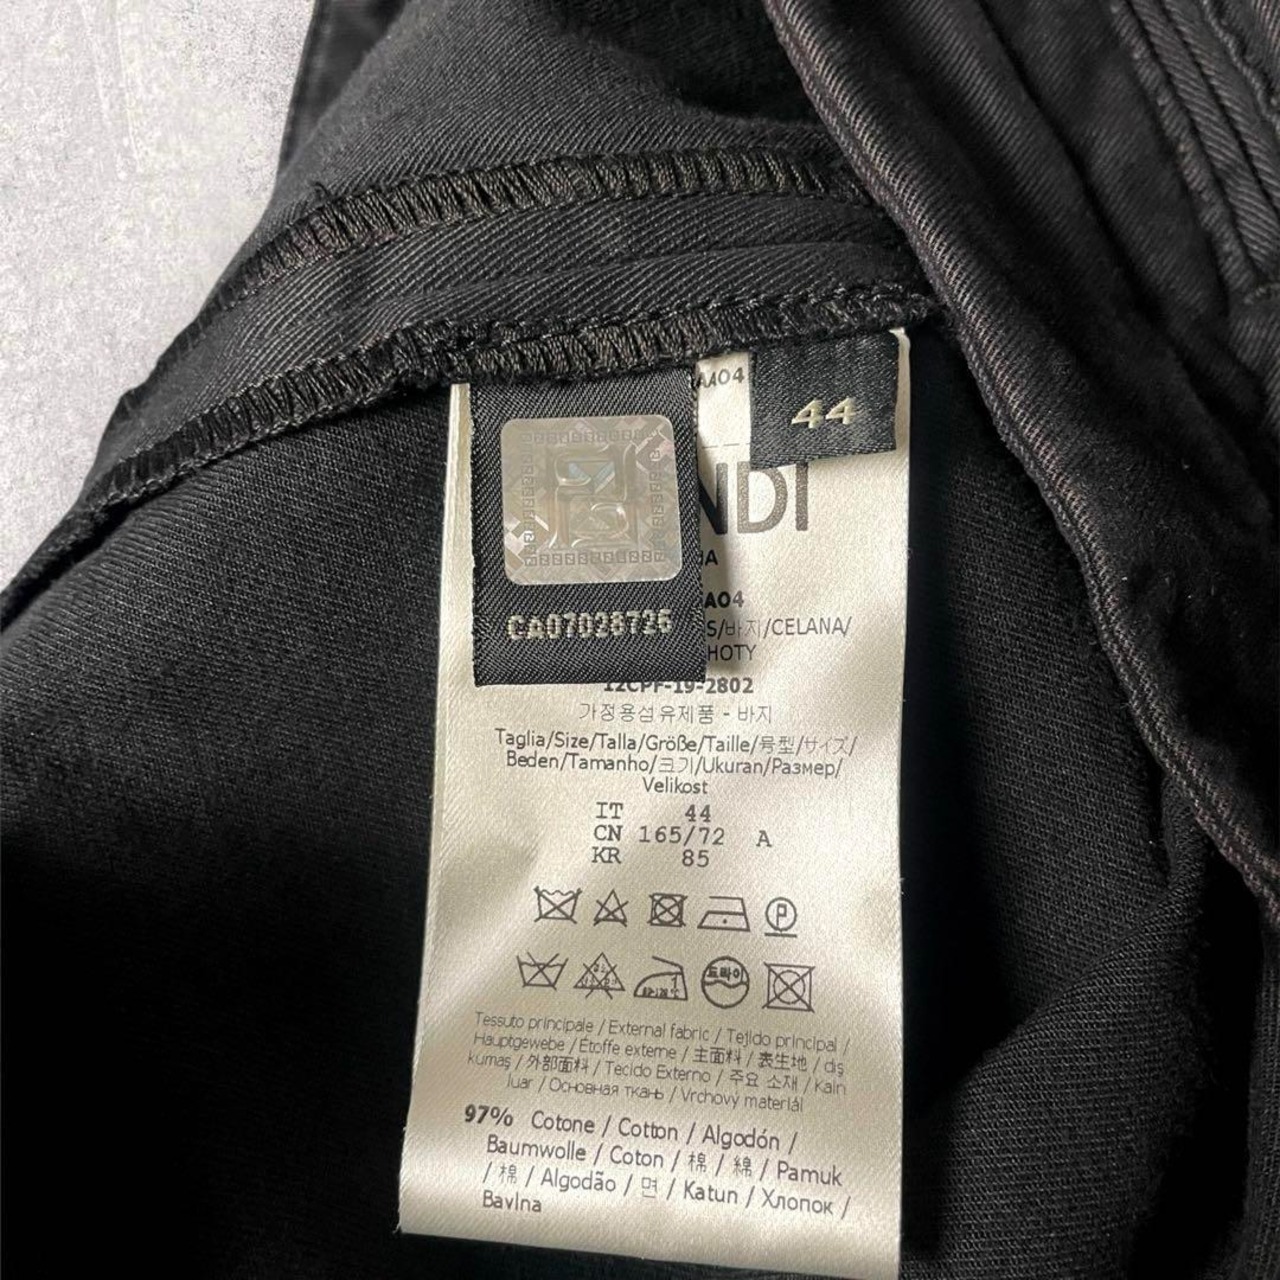 AA04
44
NDI
A
A04
CA07028726
S/바지/CELANA/
HOTY
12CPF-19-2802
가정용섬유제품 - 바지
Taglia/Size/Talla/Größe/Taille/号型/サイズ/
Beden/Tamanho/크기/Ukuran/Размер/
Velikost
IT 44
CN 165/72 A
KR 85
P
드라이
Tessuto principale / External fabric / Tejido principal /
Hauptgewebe / Étoffe externe / 主面料 / 表生地 / dış
kumaş / 外部面料 / Tecido Externo / 주요 소재 / Kain
luar / Основная ткань / Vrchový materiál
97% Cotone / Cotton / Algodón /
Baumwolle / Coton / 棉 / 綿 / Pamuk
/ 棉 / Algodão / 면 / Katun / Хлопок /
Bavlna